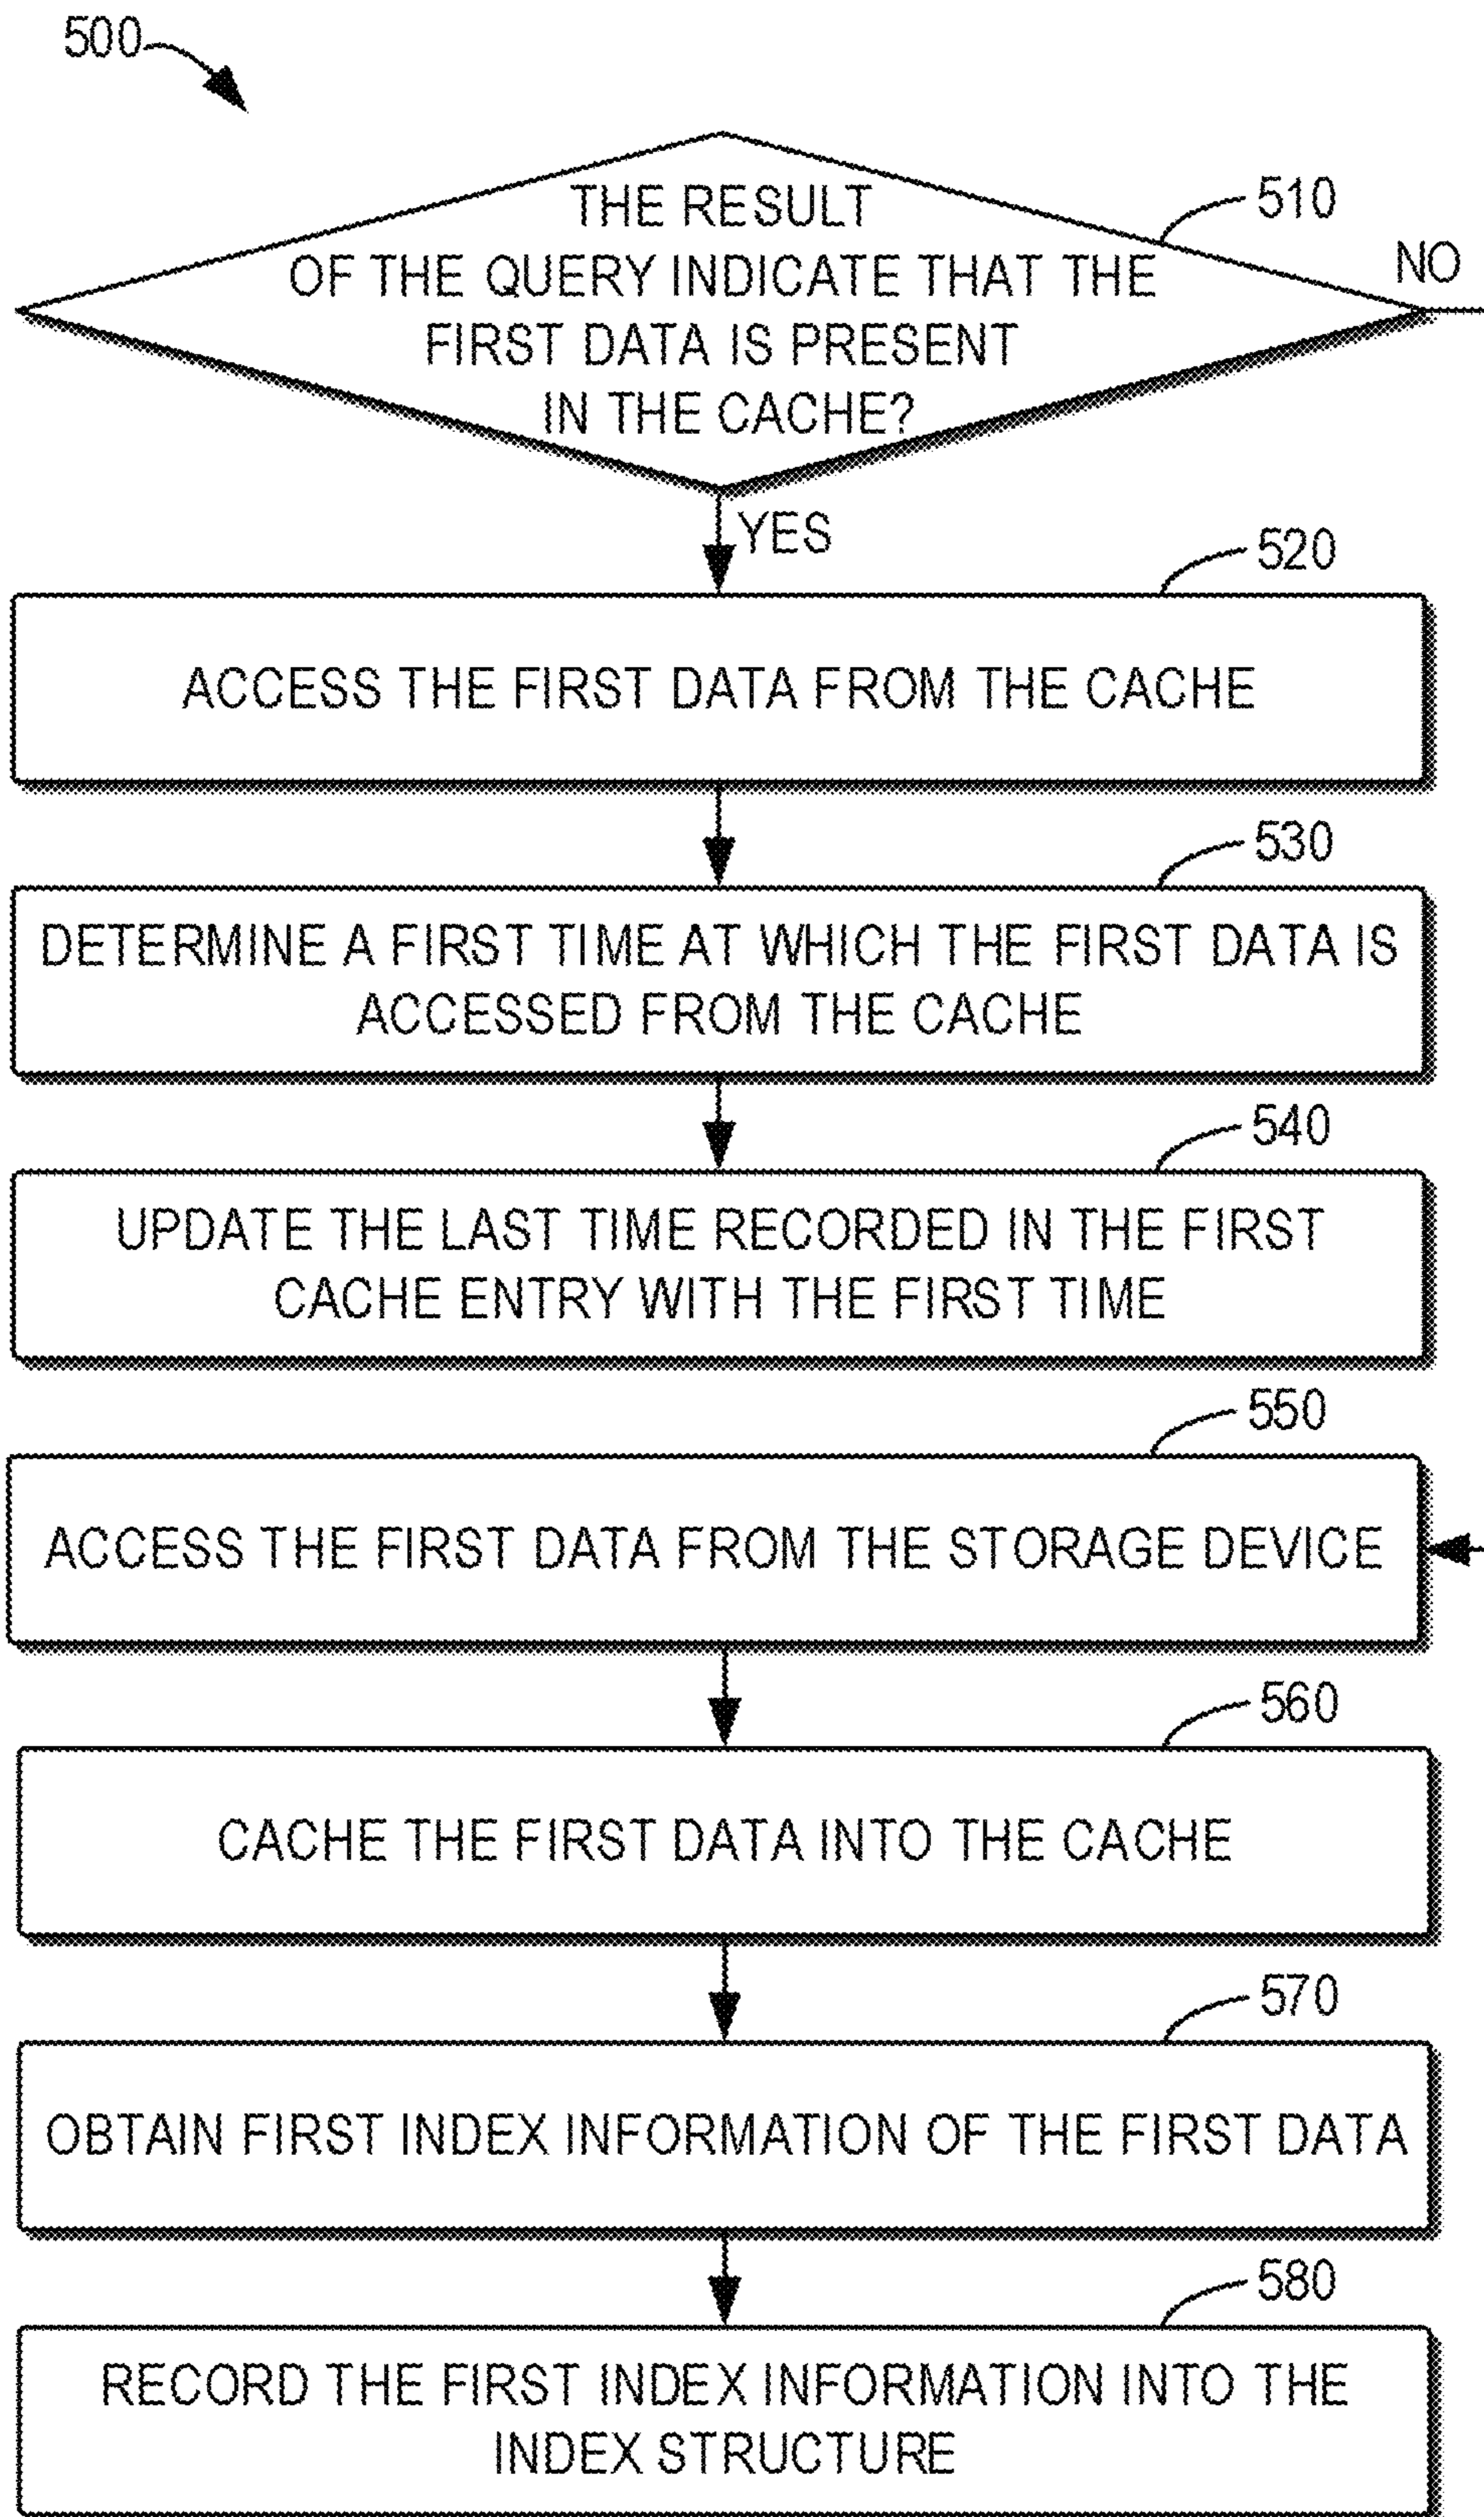 500
THE RESULT
510
OF THE QUERY INDICATE THAT THE
NO
FIRST DATA IS PRESENT
IN THE CACHE?
YES
520
ACCESS THE FIRST DATA FROM THE CACHE
530
DETERMINE A FIRST TIME AT WHICH THE FIRST DATA IS
ACCESSED FROM THE CACHE
540
UPDATE THE LAST TIME RECORDED IN THE FIRST
CACHE ENTRY WITH THE FIRST TIME
550
ACCESS THE FIRST DATA FROM THE STORAGE DEVICE
560
CACHE THE FIRST DATA INTO THE CACHE
570
OBTAIN FIRST INDEX INFORMATION OF THE FIRST DATA
580
RECORD THE FIRST INDEX INFORMATION INTO THE
INDEX STRUCTURE